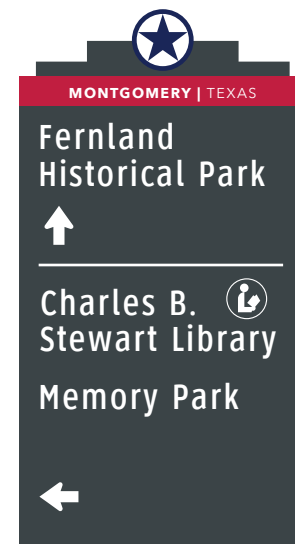 MONTGOMERY | TEXAS
Fernland
Historical Park
Charles B.
Stewart Library
Memory Park